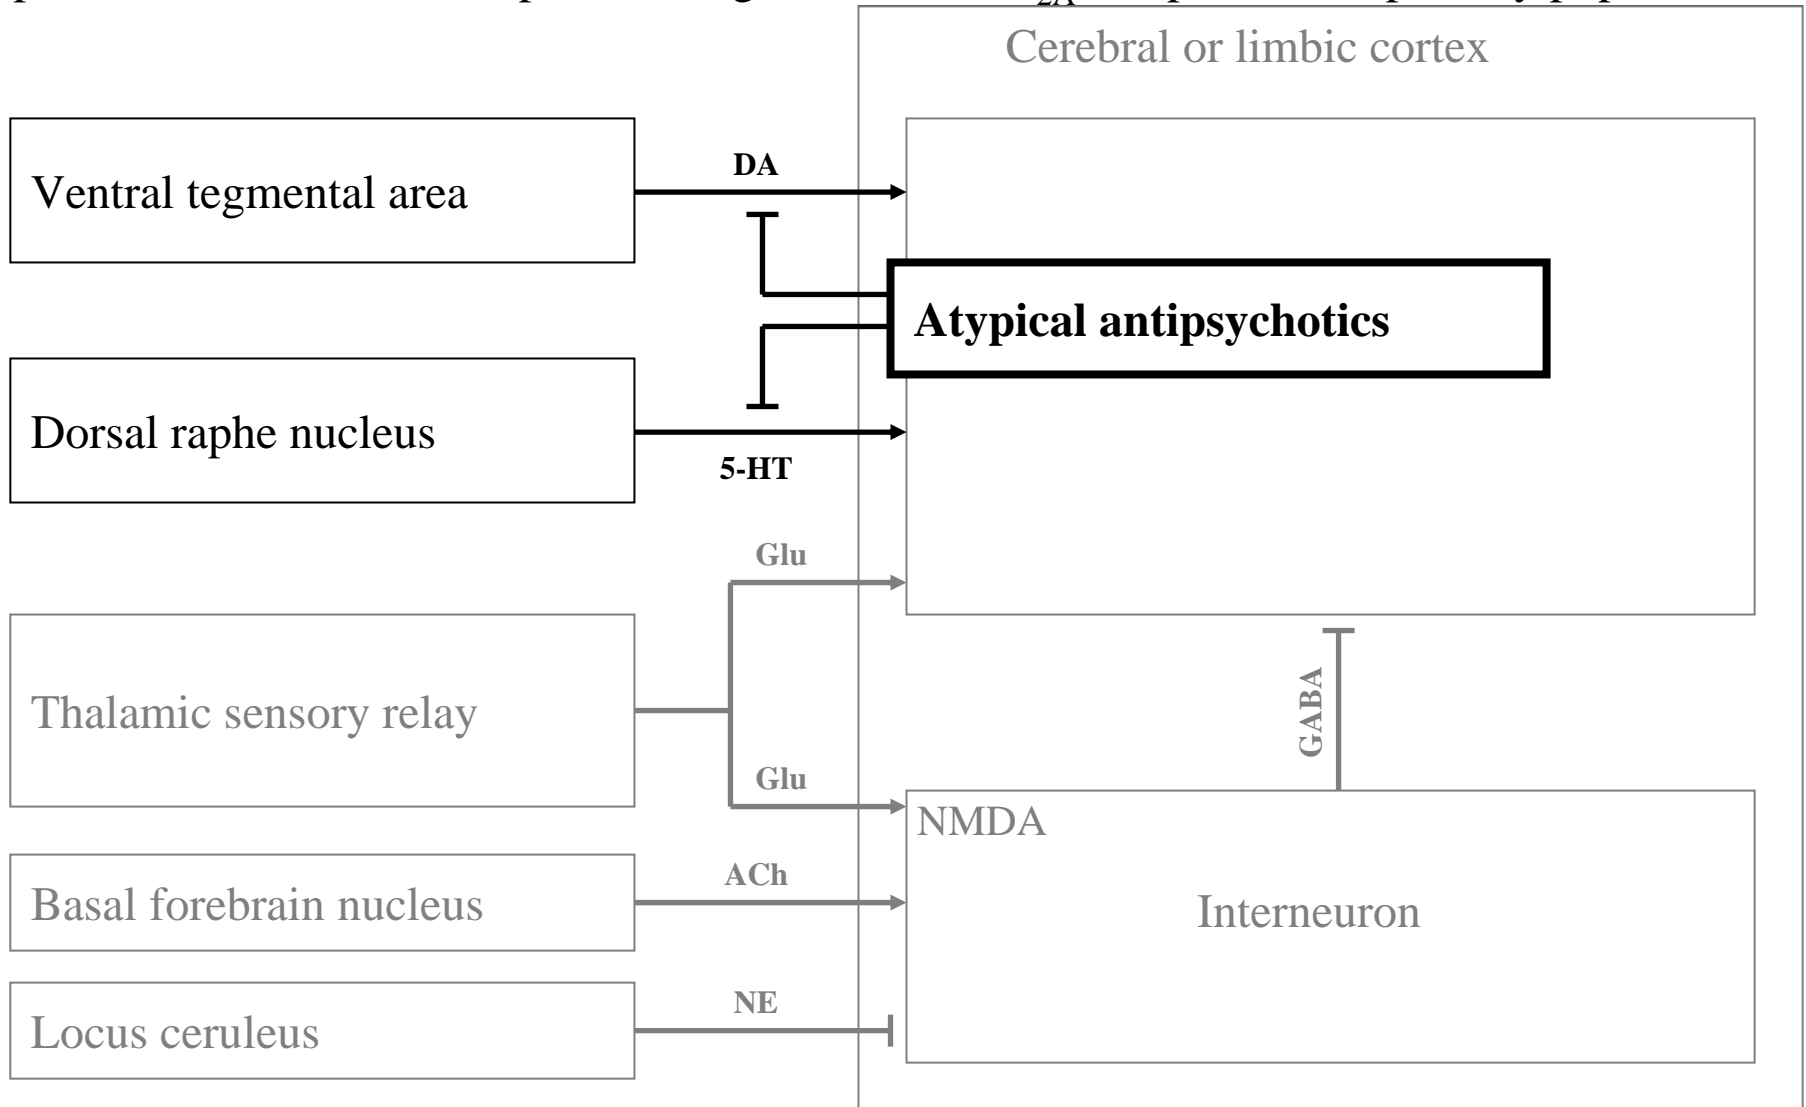 2A
Cerebral or limbic cortex
DA
Ventral tegmental area
Atypical antipsychotics
Dorsal raphe nucleus
5-HT
Glu
Thalamic sensory relay
GABA
Glu
NMDA
ACh
Basal forebrain nucleus
Interneuron
NE
Locus ceruleus